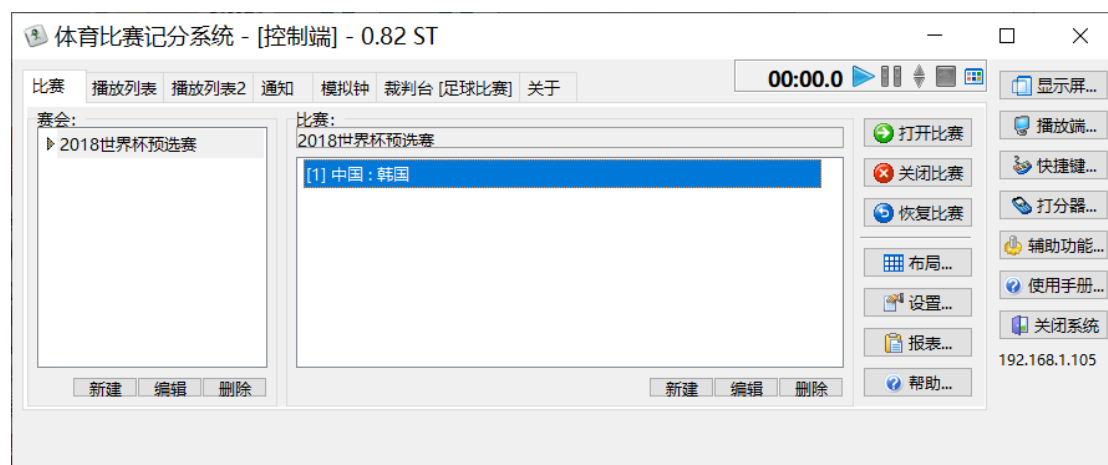 体育比赛记分系统 - [控制端] - 0.82 ST
比赛 播放列表 播放列表2 通知 模拟钟 裁判台 [足球比赛] 关于
00:00.0
赛会:
2018世界杯预选赛
新建 编辑 删除
比赛:
2018世界杯预选赛
[1] 中国 : 韩国
新建 编辑 删除
打开比赛
关闭比赛
恢复比赛
布局...
设置...
报表...
帮助...
显示屏...
播放端...
快捷键...
打分器...
辅助功能...
使用手册...
关闭系统
192.168.1.105